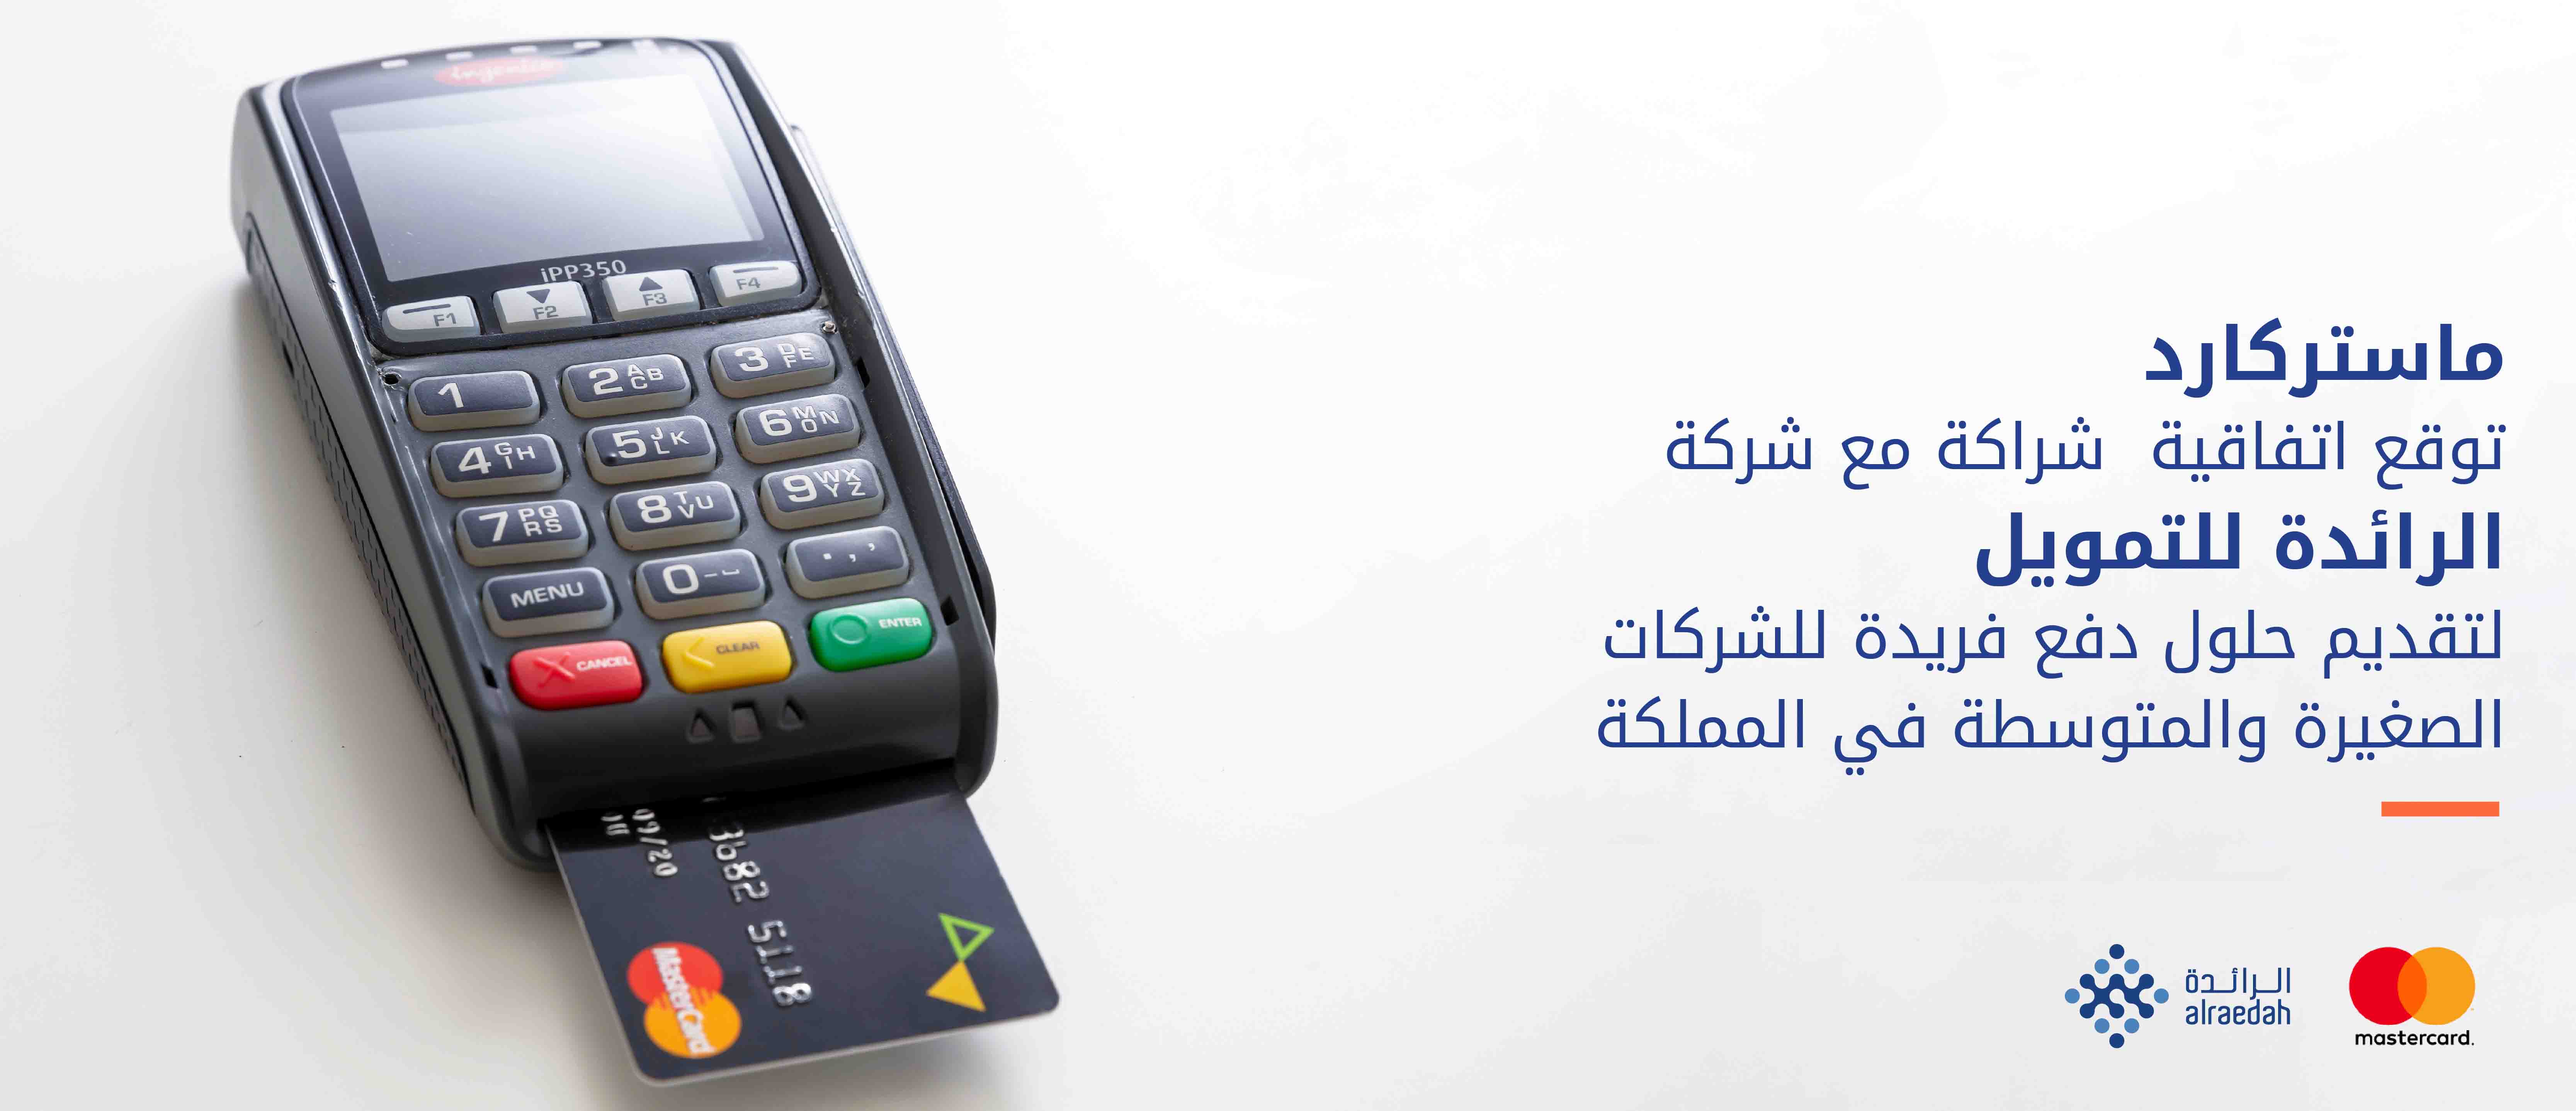 ماستركارد
توقع اتفاقية شراكة مع شركة
الرائدة للتمويل
لتقديم حلول دفع فريدة للشركات
الصغيرة والمتوسطة في المملكة
الرائدة
alraedah
mastercard.
ingenico
iPP350
F1 F2 F3 F4
1 2 ABC 3 DEF
4 GHI 5 JKL 6 MNO
7 PQRS 8 TUV 9 WXYZ
MENU 0 . , '
CANCEL CLEAR ENTER
3682 5118
09/20
MasterCard